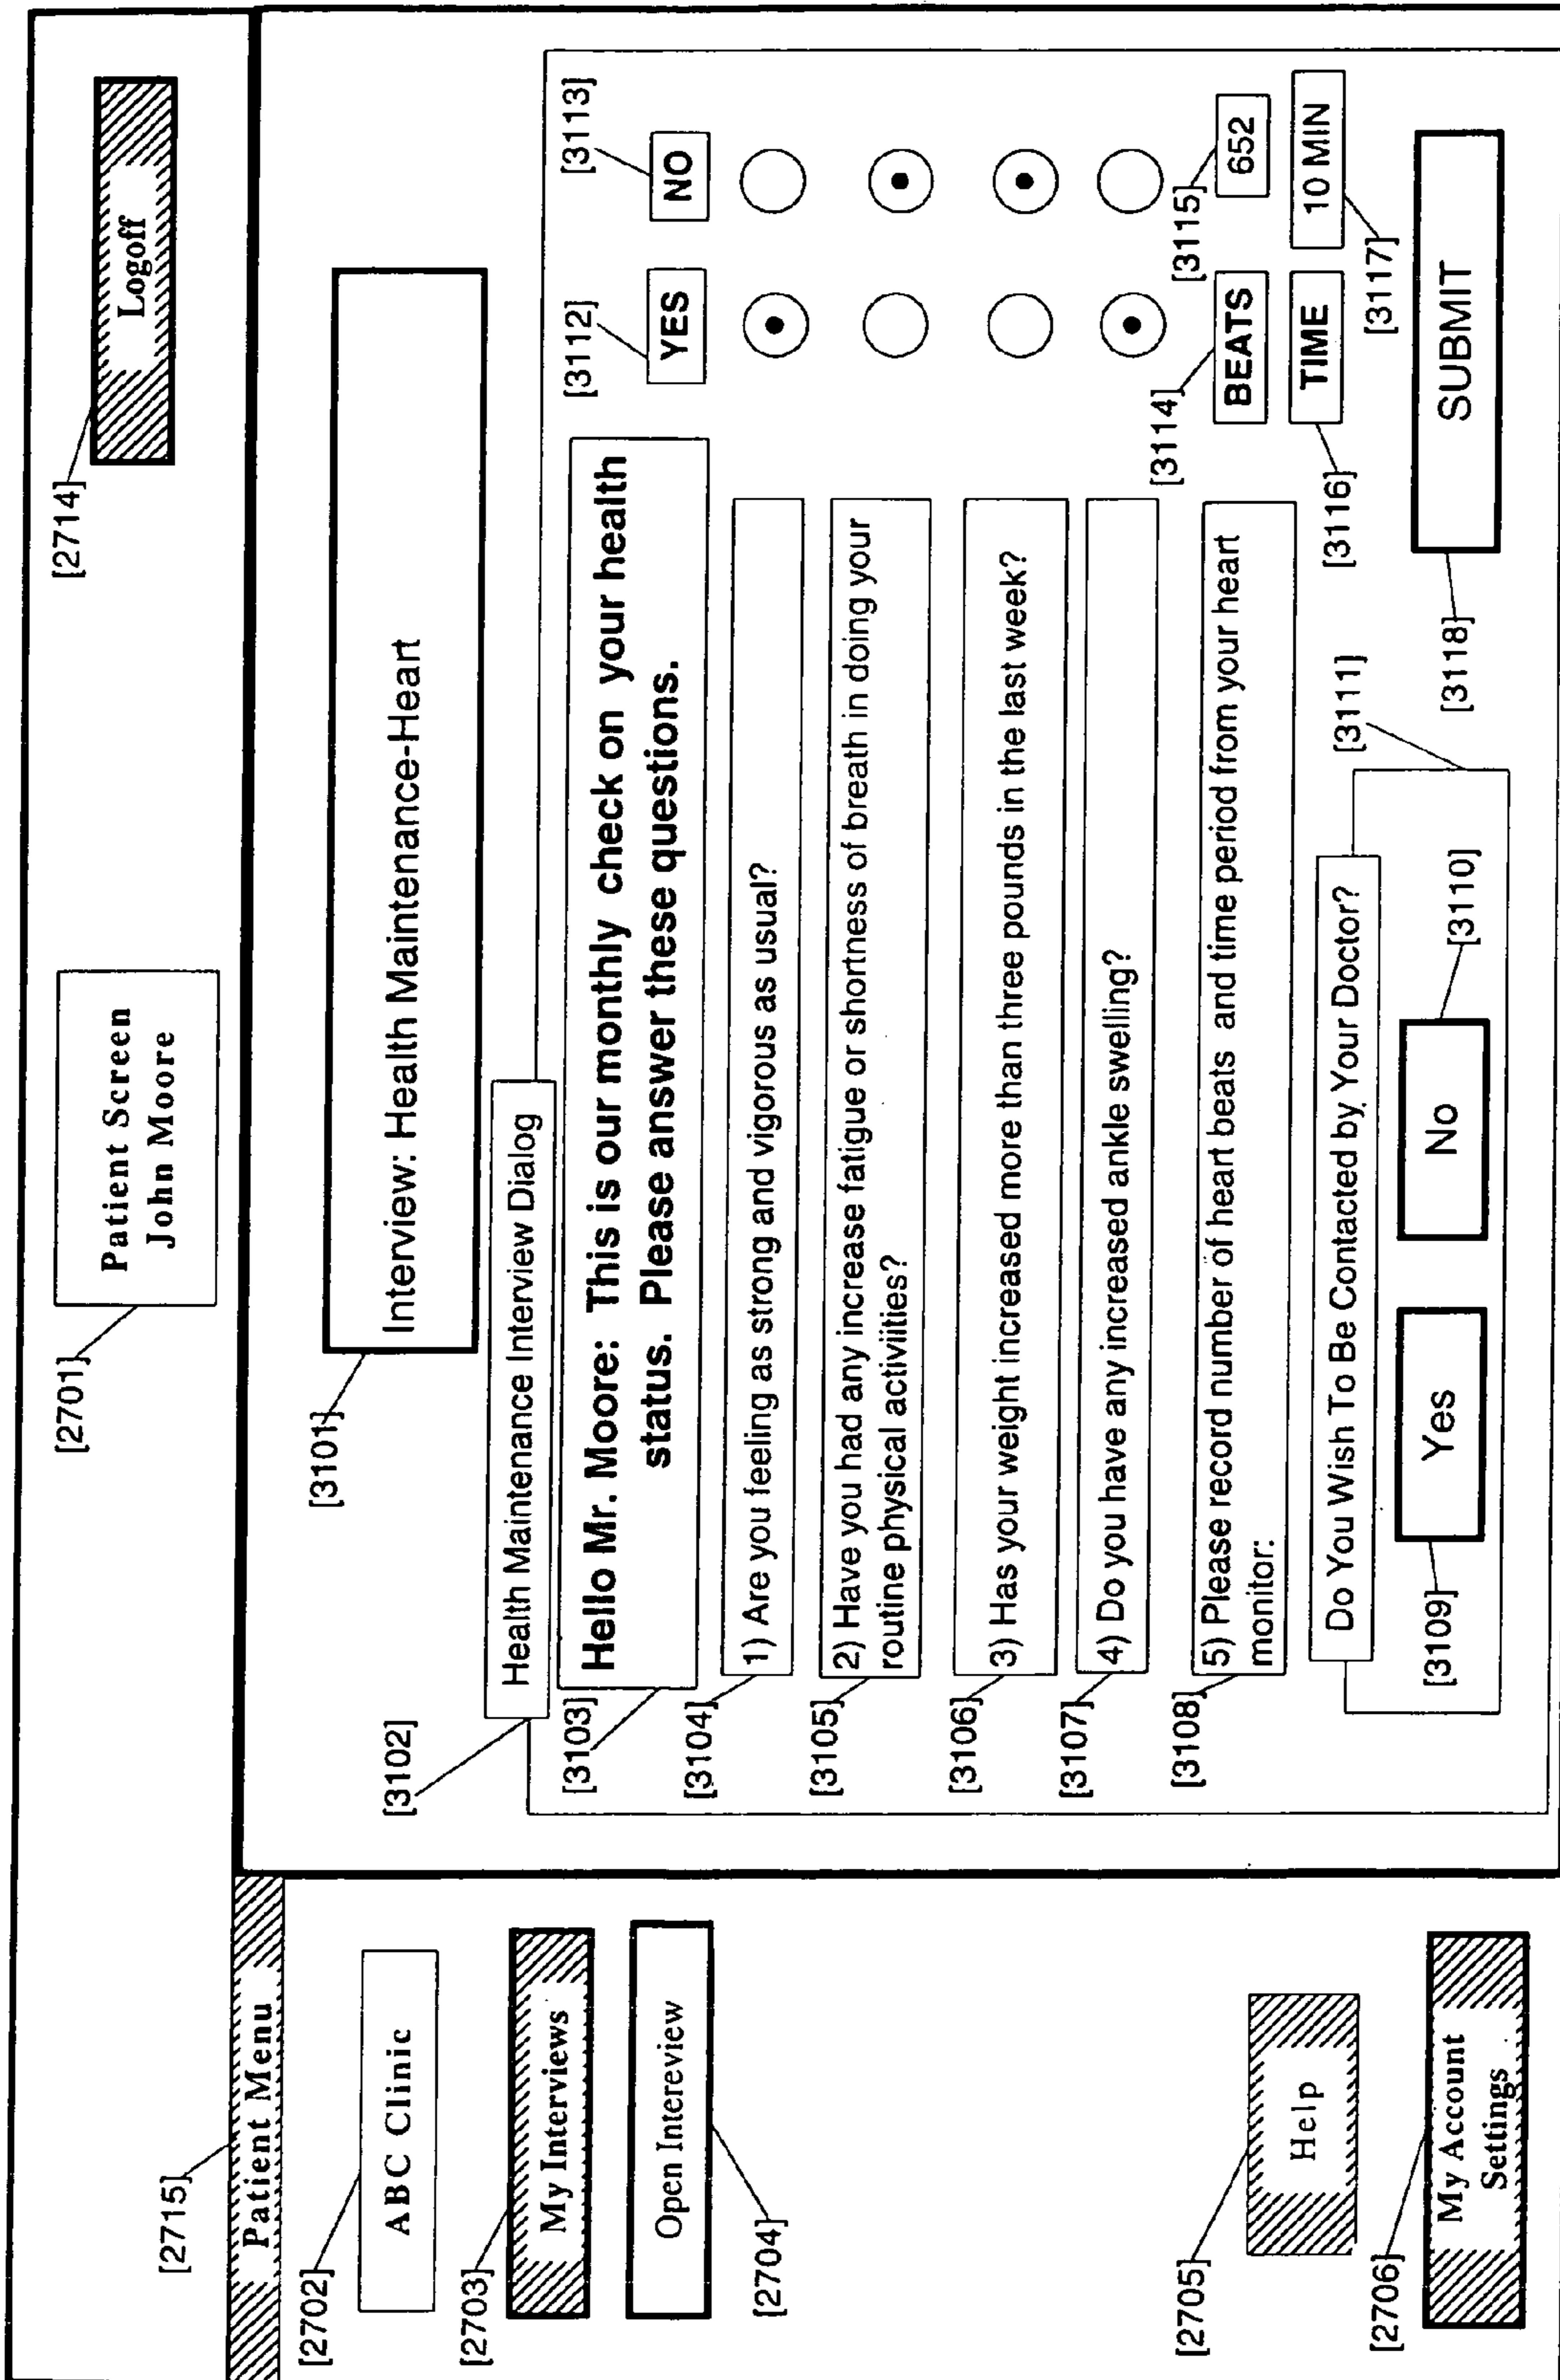 [2701]
Patient Screen
John Moore
[2714]
Logoff
[2715]
Patient Menu
[2702]
ABC Clinic
[2703]
My Interviews
Open Intereview
[2704]
[2705]
Help
[2706]
My Account
Settings
[3101]
Interview: Health Maintenance-Heart
[3102]
Health Maintenance Interview Dialog
[3103]
Hello Mr. Moore: This is our monthly check on your health
status. Please answer these questions.
[3112]
YES
[3113]
NO
[3104]
1) Are you feeling as strong and vigorous as usual?
[3105]
2) Have you had any increase fatigue or shortness of breath in doing your
routine physical activiities?
[3106]
3) Has your weight increased more than three pounds in the last week?
[3107]
4) Do you have any increased ankle swelling?
[3108]
5) Please record number of heart beats and time period from your heart
monitor:
[3114]
BEATS
[3115]
652
[3116]
TIME
10 MIN
[3117]
[3111]
Do You Wish To Be Contacted by Your Doctor?
[3109]
Yes
No
[3110]
SUBMIT
[3118]